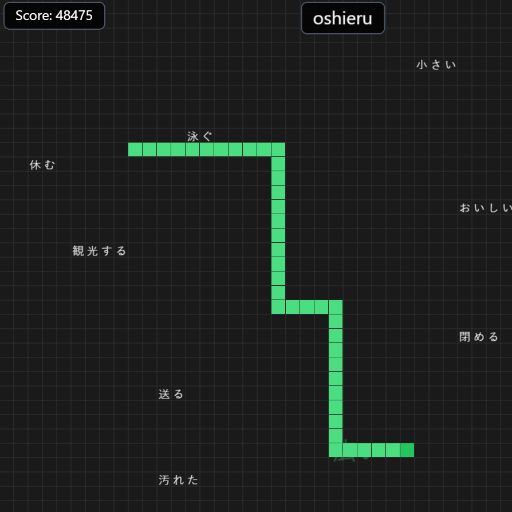 Score: 48475
oshieru
小さい
泳ぐ
休む
おいしい
観光する
閉める
送る
汚れた